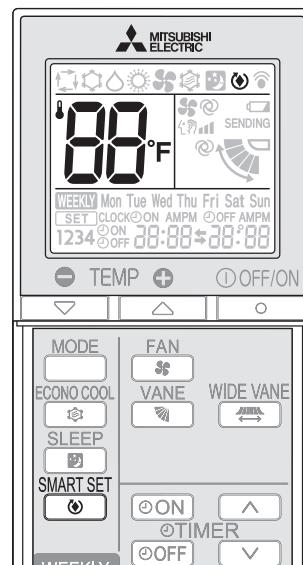 MITSUBISHI
ELECTRIC
88°F
SENDING
WEEKLY Mon Tue Wed Thu Fri Sat Sun
SET CLOCK ON AMPM OFF AMPM
1234 ON OFF 88:88 88:88
TEMP OFF/ON
MODE FAN
ECONO COOL VANE WIDE VANE
SLEEP
SMART SET
ON
TIMER
OFF
WEEKLY